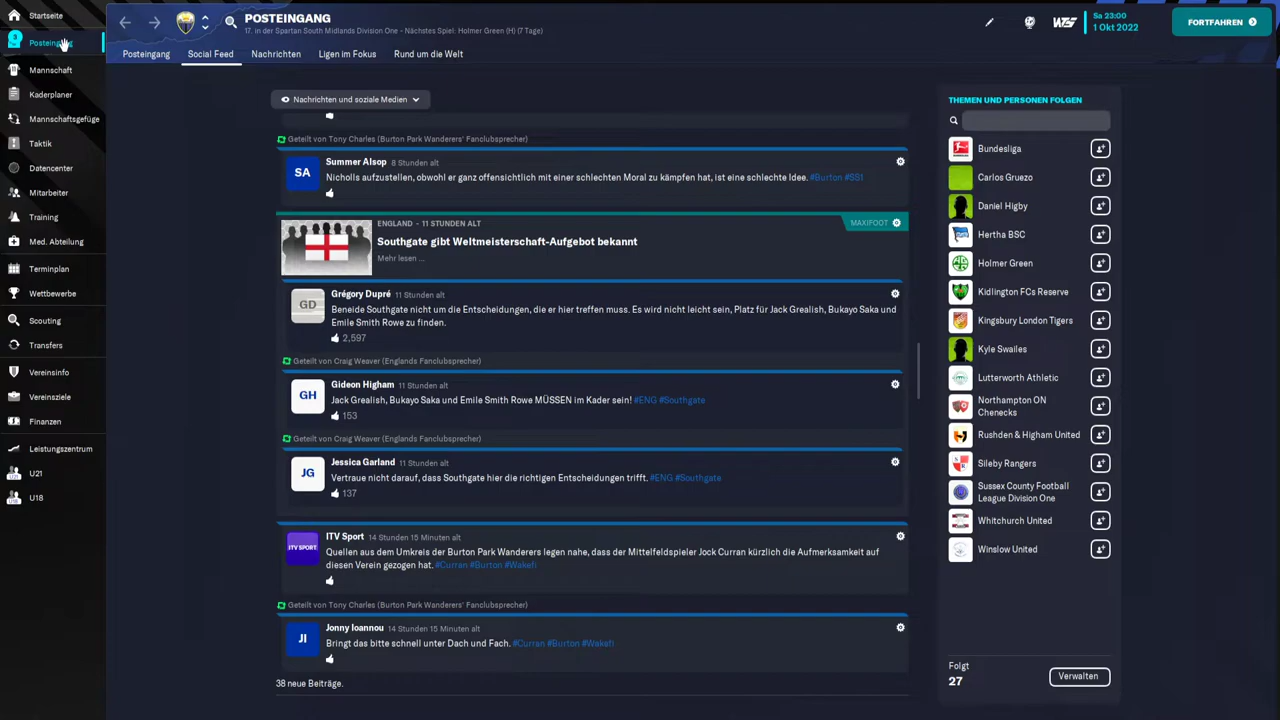 Startseite
3
Posteingang
Mannschaft
Kaderplaner
Mannschaftsgefüge
Taktik
Datencenter
Mitarbeiter
Training
Med. Abteilung
Terminplan
Wettbewerbe
Scouting
Transfers
Vereinsinfo
Vereinsziele
Finanzen
Leistungszentrum
U21
U18
POSTEINGANG
17. in der Spartan South Midlands Division One - Nächstes Spiel: Holmer Green (H) (7 Tage)
Sa 23:00
1 Okt 2022
FORTFAHREN
Posteingang
Social Feed
Nachrichten
Ligen im Fokus
Rund um die Welt
Nachrichten und soziale Medien
Geteilt von Tony Charles (Burton Park Wanderers' Fanclubsprecher)
SA
Summer Alsop 8 Stunden alt
Nicholls aufzustellen, obwohl er ganz offensichtlich mit einer schlechten Moral zu kämpfen hat, ist eine schlechte Idee. #Burton #SS1
ENGLAND - 11 STUNDEN ALT
MAXIFOOT
Southgate gibt Weltmeisterschaft-Aufgebot bekannt
Mehr lesen ...
GD
Grégory Dupré 11 Stunden alt
Beneide Southgate nicht um die Entscheidungen, die er hier treffen muss. Es wird nicht leicht sein, Platz für Jack Grealish, Bukayo Saka und
Emile Smith Rowe zu finden.
2,597
Geteilt von Craig Weaver (Englands Fanclubsprecher)
GH
Gideon Higham 11 Stunden alt
Jack Grealish, Bukayo Saka und Emile Smith Rowe MÜSSEN im Kader sein! #ENG #Southgate
153
Geteilt von Craig Weaver (Englands Fanclubsprecher)
JG
Jessica Garland 11 Stunden alt
Vertraue nicht darauf, dass Southgate hier die richtigen Entscheidungen trifft. #ENG #Southgate
137
ITV SPORT
ITV Sport 14 Stunden 15 Minuten alt
Quellen aus dem Umkreis der Burton Park Wanderers legen nahe, dass der Mittelfeldspieler Jock Curran kürzlich die Aufmerksamkeit auf
diesen Verein gezogen hat. #Curran #Burton #Wakefi
Geteilt von Tony Charles (Burton Park Wanderers' Fanclubsprecher)
JI
Jonny Ioannou 14 Stunden 15 Minuten alt
Bringt das bitte schnell unter Dach und Fach. #Curran #Burton #Wakefi
38 neue Beiträge.
THEMEN UND PERSONEN FOLGEN
Bundesliga
Carlos Gruezo
Daniel Higby
Hertha BSC
Holmer Green
Kidlington FCs Reserve
Kingsbury London Tigers
Kyle Swailes
Lutterworth Athletic
Northampton ON
Chenecks
Rushden & Higham United
Sileby Rangers
Sussex County Football
League Division One
Whitchurch United
Winslow United
Folgt
27
Verwalten